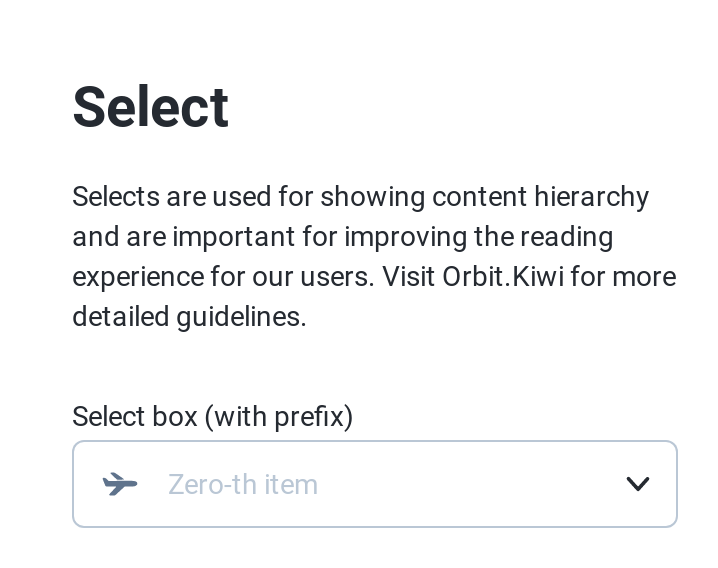 Select
Selects are used for showing content hierarchy
and are important for improving the reading
experience for our users. Visit Orbit.Kiwi for more
detailed guidelines.
Select box (with prefix)
Zero-th item